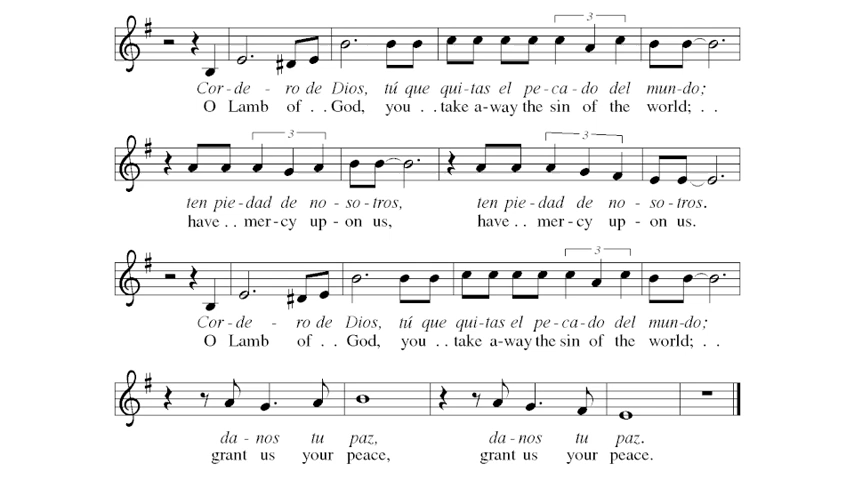 3
Cor - de - ro de Dios, tú que qui-tas el pe - ca - do del mun-do;
O Lamb of . . God, you . . take a-way the sin of the world; . .
3 3
ten pie-dad de no - so - tros, ten pie-dad de no - so - tros.
have . . mer-cy up-on us, have . . mer-cy up-on us.
3
Cor - de - ro de Dios, tú que qui-tas el pe-ca-do del mun-do;
O Lamb of . . God, you . . take a-way the sin of the world; . .
da - nos tu paz, da - nos tu paz.
grant us your peace, grant us your peace.